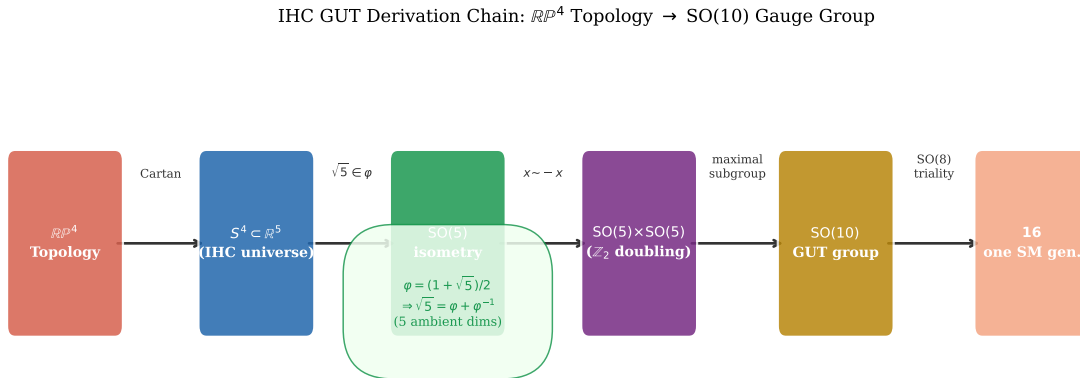 IHC GUT Derivation Chain: ℝℙ⁴ Topology → SO(10) Gauge Group
ℝℙ⁴
Topology
Cartan
S⁴ ⊂ ℝ⁵
(IHC universe)
√5 ∈ φ
SO(5)
isometry
φ = (1 + √5)/2
⇒ √5 = φ + φ⁻¹
(5 ambient dims)
x ~ − x
SO(5)×SO(5)
(ℤ₂ doubling)
maximal
subgroup
SO(10)
GUT group
SO(8)
triality
16
one SM gen.